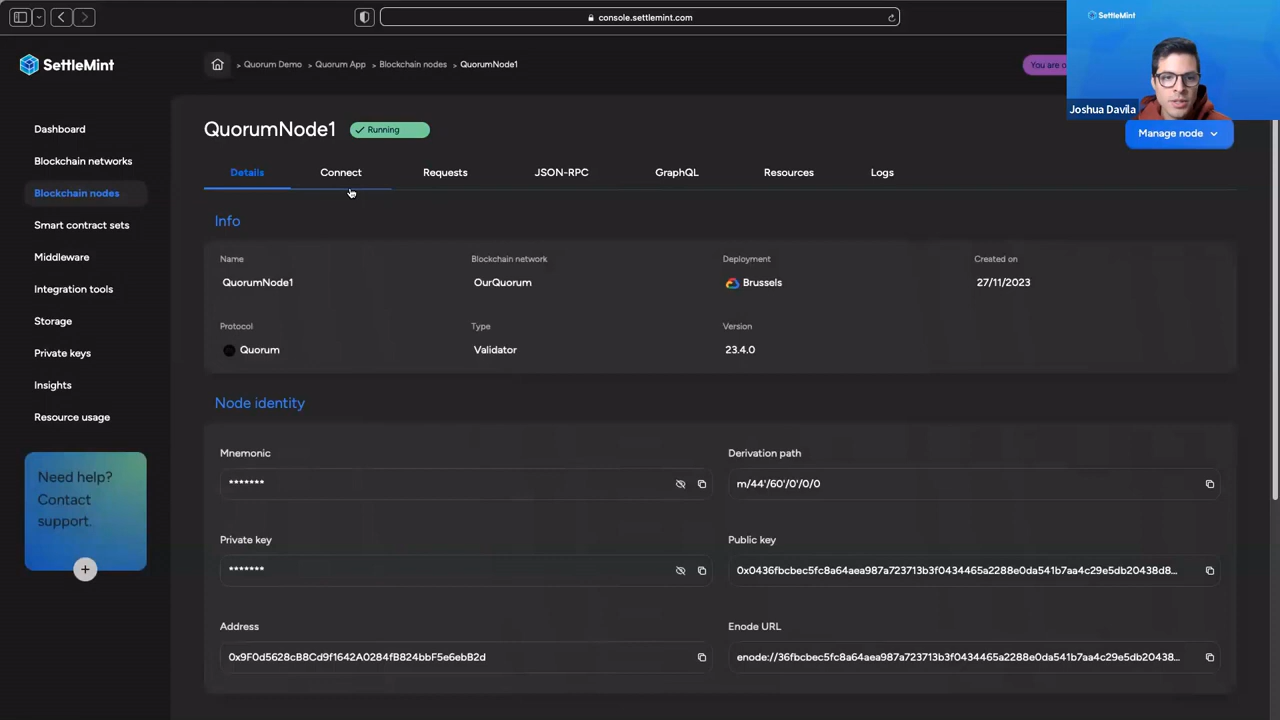 console.settlemint.com
SettleMint
SettleMint
> Quorum Demo > Quorum App > Blockchain nodes > QuorumNode1
You are o
Joshua Davila
Dashboard
Blockchain networks
Blockchain nodes
Smart contract sets
Middleware
Integration tools
Storage
Private keys
Insights
Resource usage
Need help?
Contact
support.
QuorumNode1 Running
Manage node
Details Connect Requests JSON-RPC GraphQL Resources Logs
Info
Name Blockchain network Deployment Created on
QuorumNode1 OurQuorum Brussels 27/11/2023
Protocol Type Version
Quorum Validator 23.4.0
Node identity
Mnemonic Derivation path
******* m/44'/60'/0'/0/0
Private key Public key
******* 0x0436fbcbec5fc8a64aea987a723713b3f0434465a2288e0da541b7aa4c29e5db20438d8...
Address Enode URL
0x9F0d5628cB8Cd9f1642A0284fB824bbF5e6ebB2d enode://36fbcbec5fc8a64aea987a723713b3f0434465a2288e0da541b7aa4c29e5db20438...